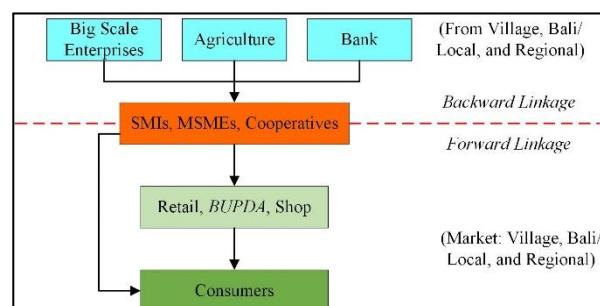 Big Scale
Enterprises
Agriculture
Bank
(From Village, Bali/
Local, and Regional)
Backward Linkage
SMIs, MSMEs, Cooperatives
Forward Linkage
Retail, BUPDA, Shop
(Market: Village, Bali/
Local, and Regional)
Consumers